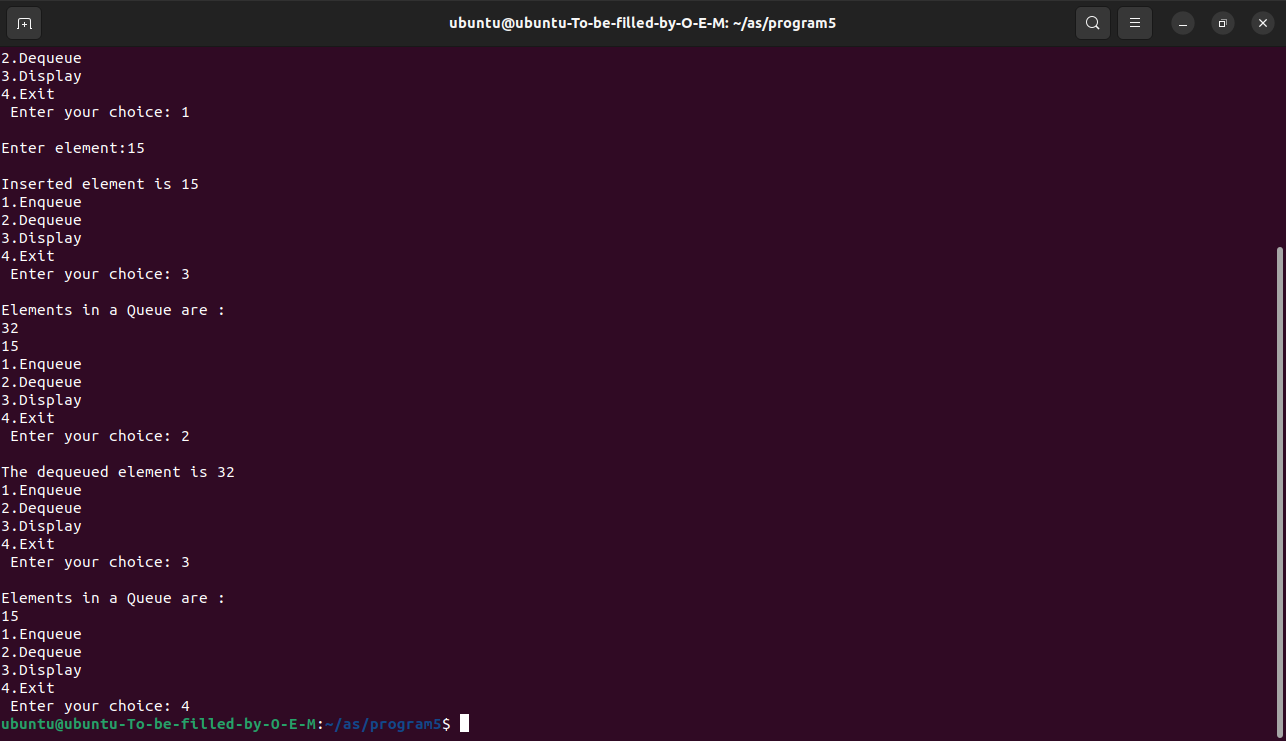 ubuntu@ubuntu-To-be-filled-by-O-E-M: ~/as/program5
2.Dequeue
3.Display
4.Exit
 Enter your choice: 1

Enter element:15

Inserted element is 15
1.Enqueue
2.Dequeue
3.Display
4.Exit
 Enter your choice: 3

Elements in a Queue are :
32
15
1.Enqueue
2.Dequeue
3.Display
4.Exit
 Enter your choice: 2

The dequeued element is 32
1.Enqueue
2.Dequeue
3.Display
4.Exit
 Enter your choice: 3

Elements in a Queue are :
15
1.Enqueue
2.Dequeue
3.Display
4.Exit
 Enter your choice: 4
ubuntu@ubuntu-To-be-filled-by-O-E-M:~/as/program5$